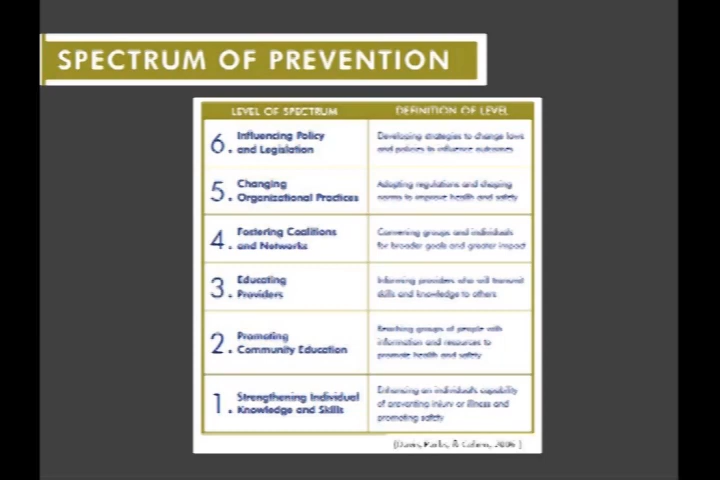 SPECTRUM OF PREVENTION
LEVEL OF SPECTRUM DEFINITION OF LEVEL
6. Influencing Policy
and Legislation
Developing strategies to change laws
and policies to influence outcomes
5. Changing
Organizational Practices
Adopting regulations and shaping
norms to improve health and safety
4. Fostering Coalitions
and Networks
Convening groups and individuals
for broader goals and greater impact
3. Educating
Providers
Informing providers who will transmit
skills and knowledge to others
2. Promoting
Community Education
Reaching groups of people with
information and resources to
promote health and safety
1. Strengthening Individual
Knowledge and Skills
Enhancing an individual's capability
of preventing injury or illness and
promoting safety
(Davis, Parks, & Cohen, 2006 )